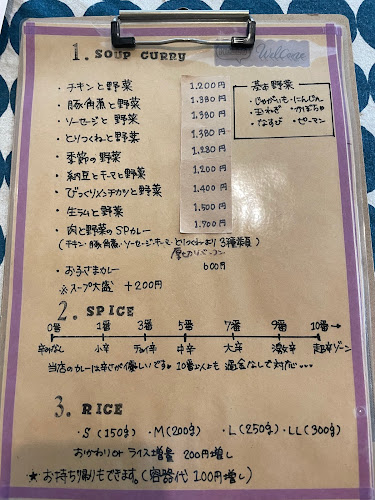 Welcome
1. SOUP CURRY
・チキンと野菜 1.200円
・豚角煮と野菜 1.380円
・ソーセージと野菜 1.380円
・とりつくねと野菜 1.380円
・季節の野菜 1.280円
・納豆とキーマと野菜 1.200円
・びっくりメンチカツと野菜 1.400円
・生ラムと野菜 1.500円
・肉と野菜のSPカレー 1.700円
(チキン・豚角煮・ソーセージ・キーマ・とりつくねより3種類)
厚切りベーコン
・お子さまカレー 600円
※スープ大盛 +200円
基本野菜
・じゃがいも・にんじん
・玉ねぎ ・かぼちゃ
・なすび ・ピーマン
2. SPICE
0番 1番 3番 5番 7番 9番 10番→
辛みなし 小辛 チョイ辛 中辛 大辛 激辛 超辛ゾーン
当店のカレーは辛さが優しいです。10番以上も追金なしで対応...
3. RICE
・S(150g) ・M(200g) ・L(250g)・LL(300g)
おかわりor ライス増量 200円増し
★お持ち帰りもできます。(容器代100円増し)